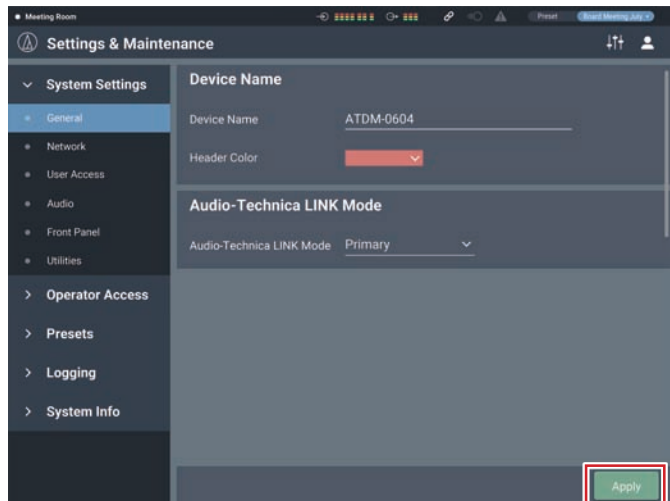 Meeting Room
Preset
Board Meeting July
Settings & Maintenance
System Settings
General
Network
User Access
Audio
Front Panel
Utilities
Operator Access
Presets
Logging
System Info
Device Name
Device Name ATDM-0604
Header Color
Audio-Technica LINK Mode
Audio-Technica LINK Mode Primary
Apply